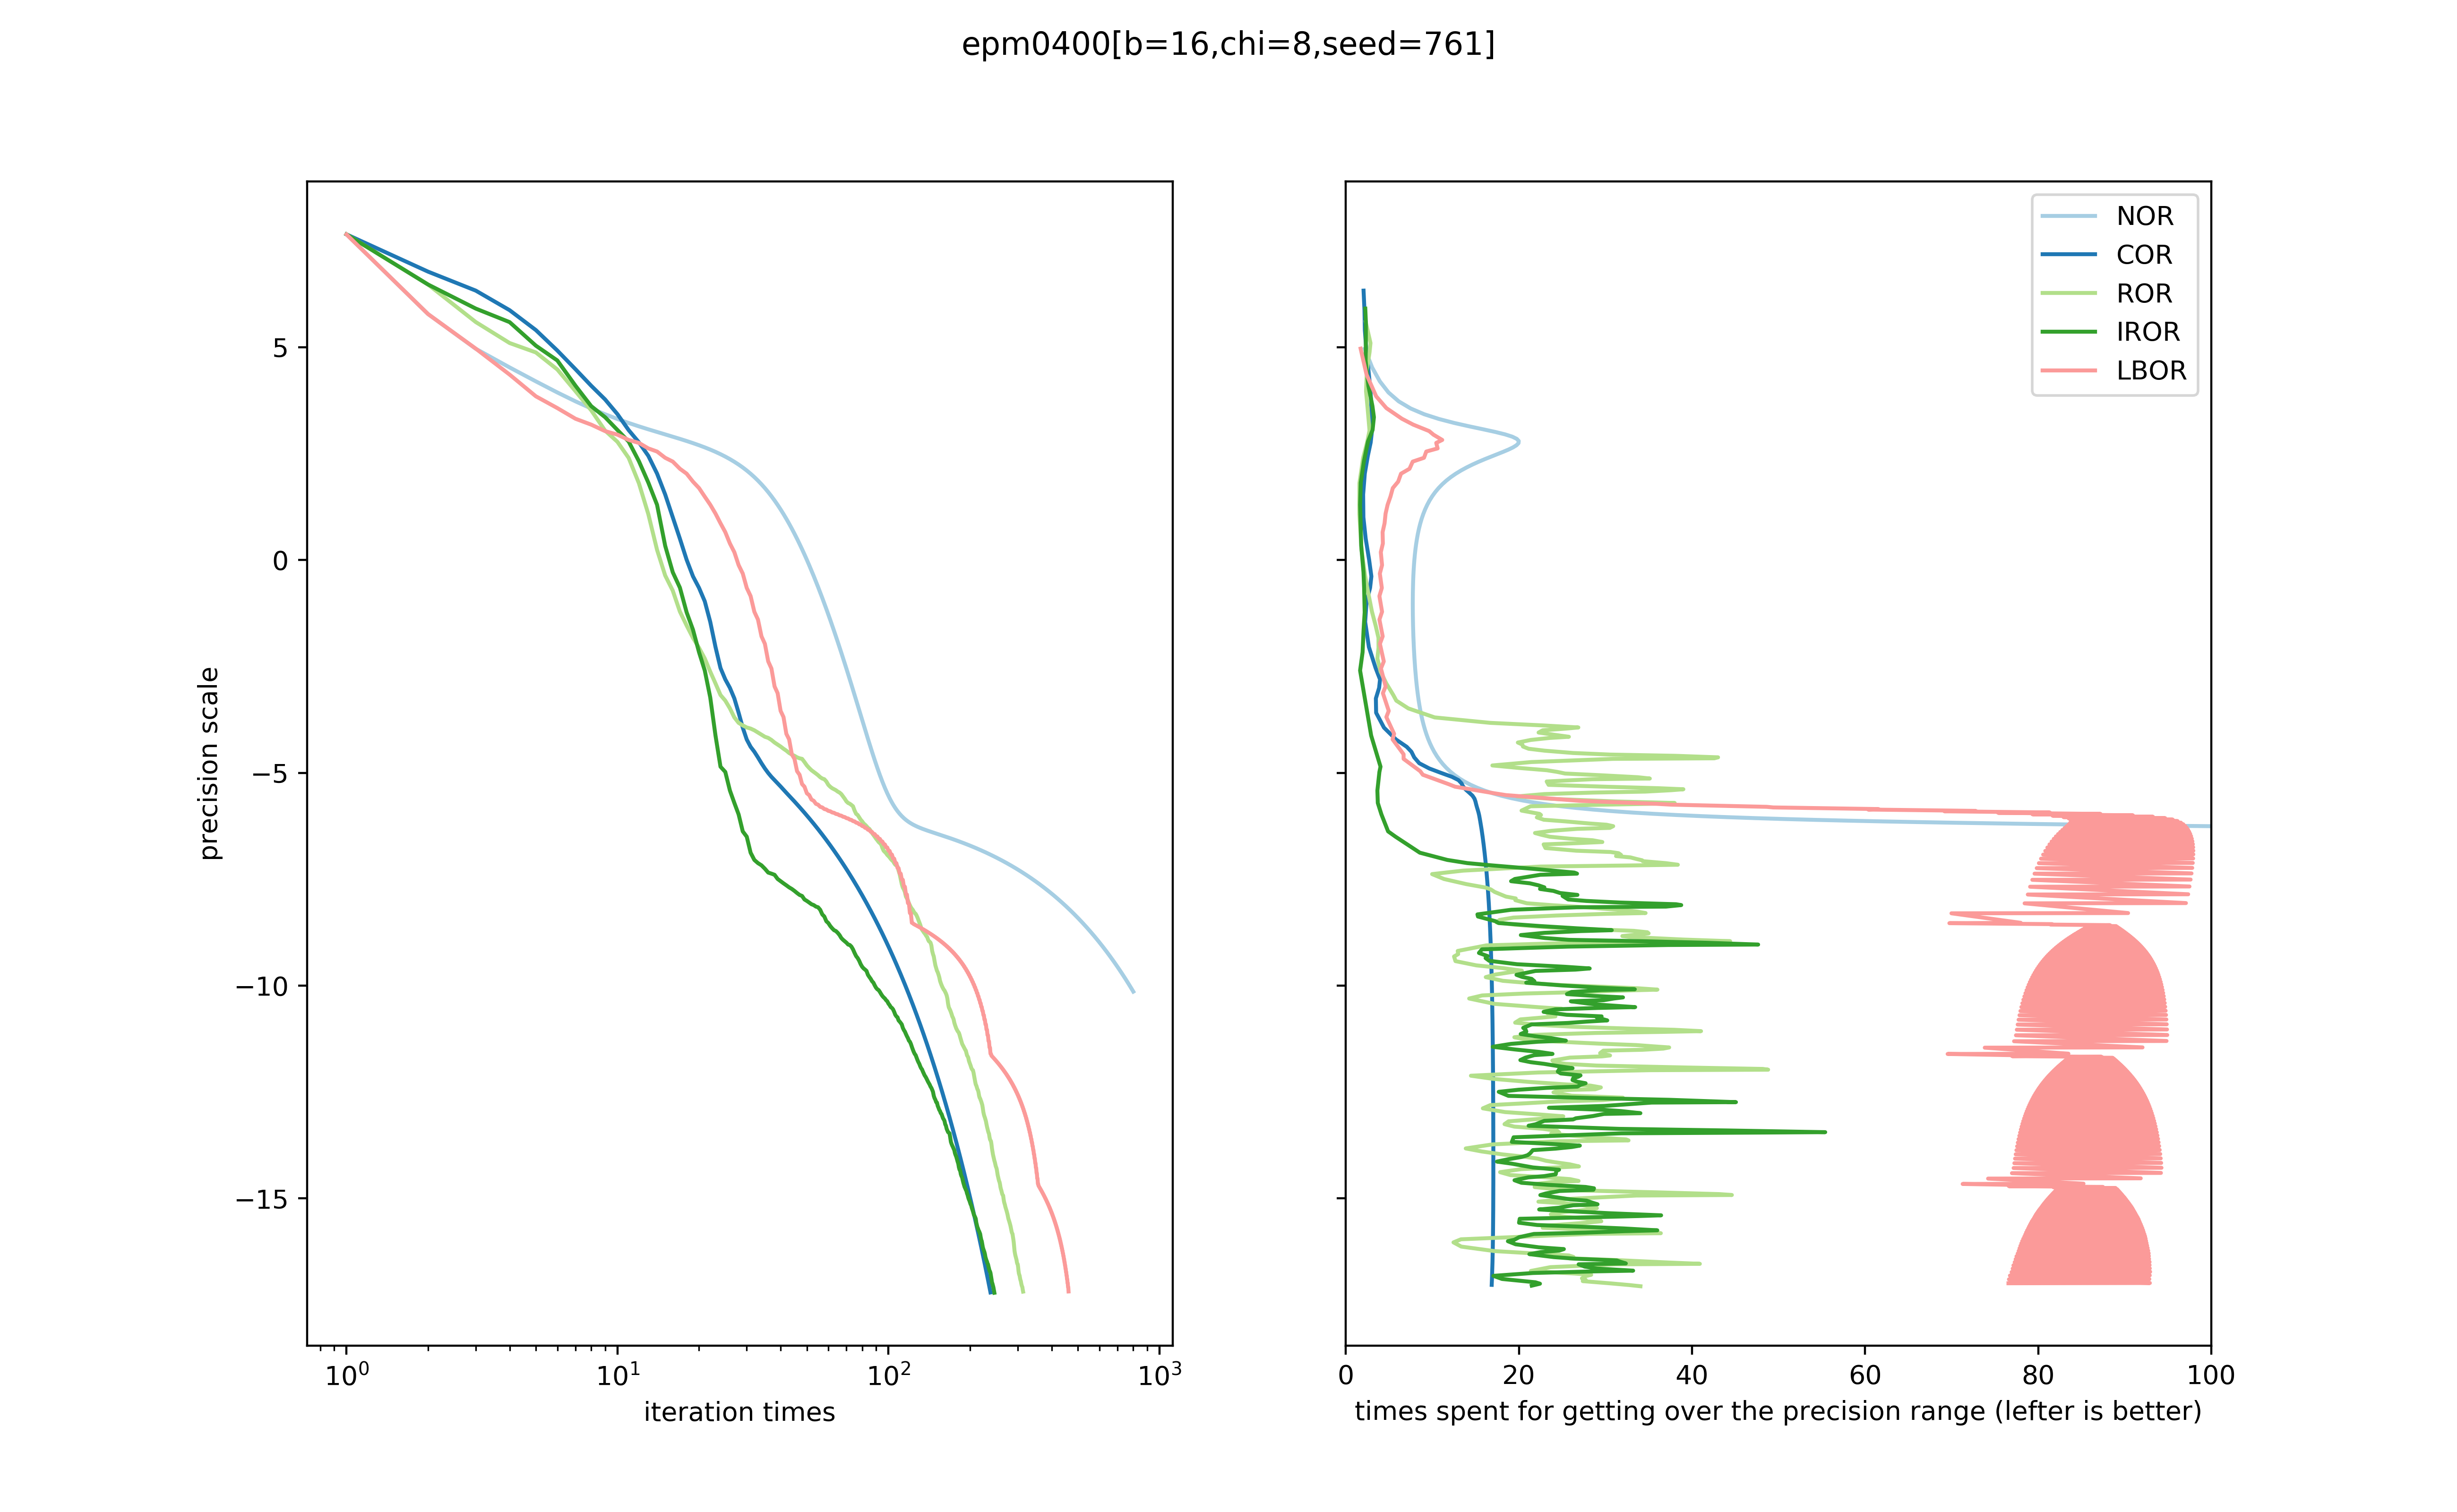 epm0400[b=16,chi=8,seed=761]
precision scale
5
0
−5
−10
−15
10⁰
10¹
10²
10³
iteration times
NOR
COR
ROR
IROR
LBOR
0
20
40
60
80
100
times spent for getting over the precision range (lefter is better)